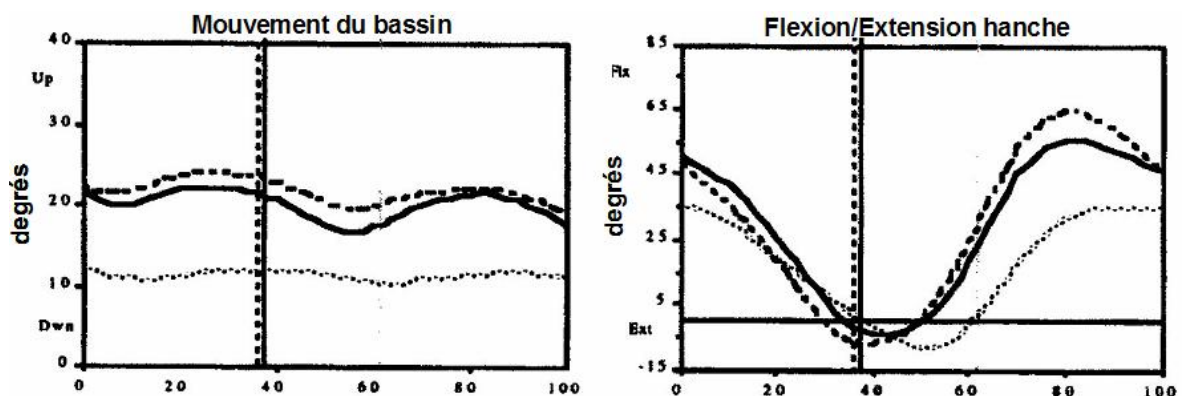 Mouvement du bassin
40
Up
30
degrés
20
10
Dwn
0
0 20 40 60 80 100
Flexion/Extension hanche
85
Flx
65
45
degrés
25
5
Ext
-15
0 20 40 60 80 100